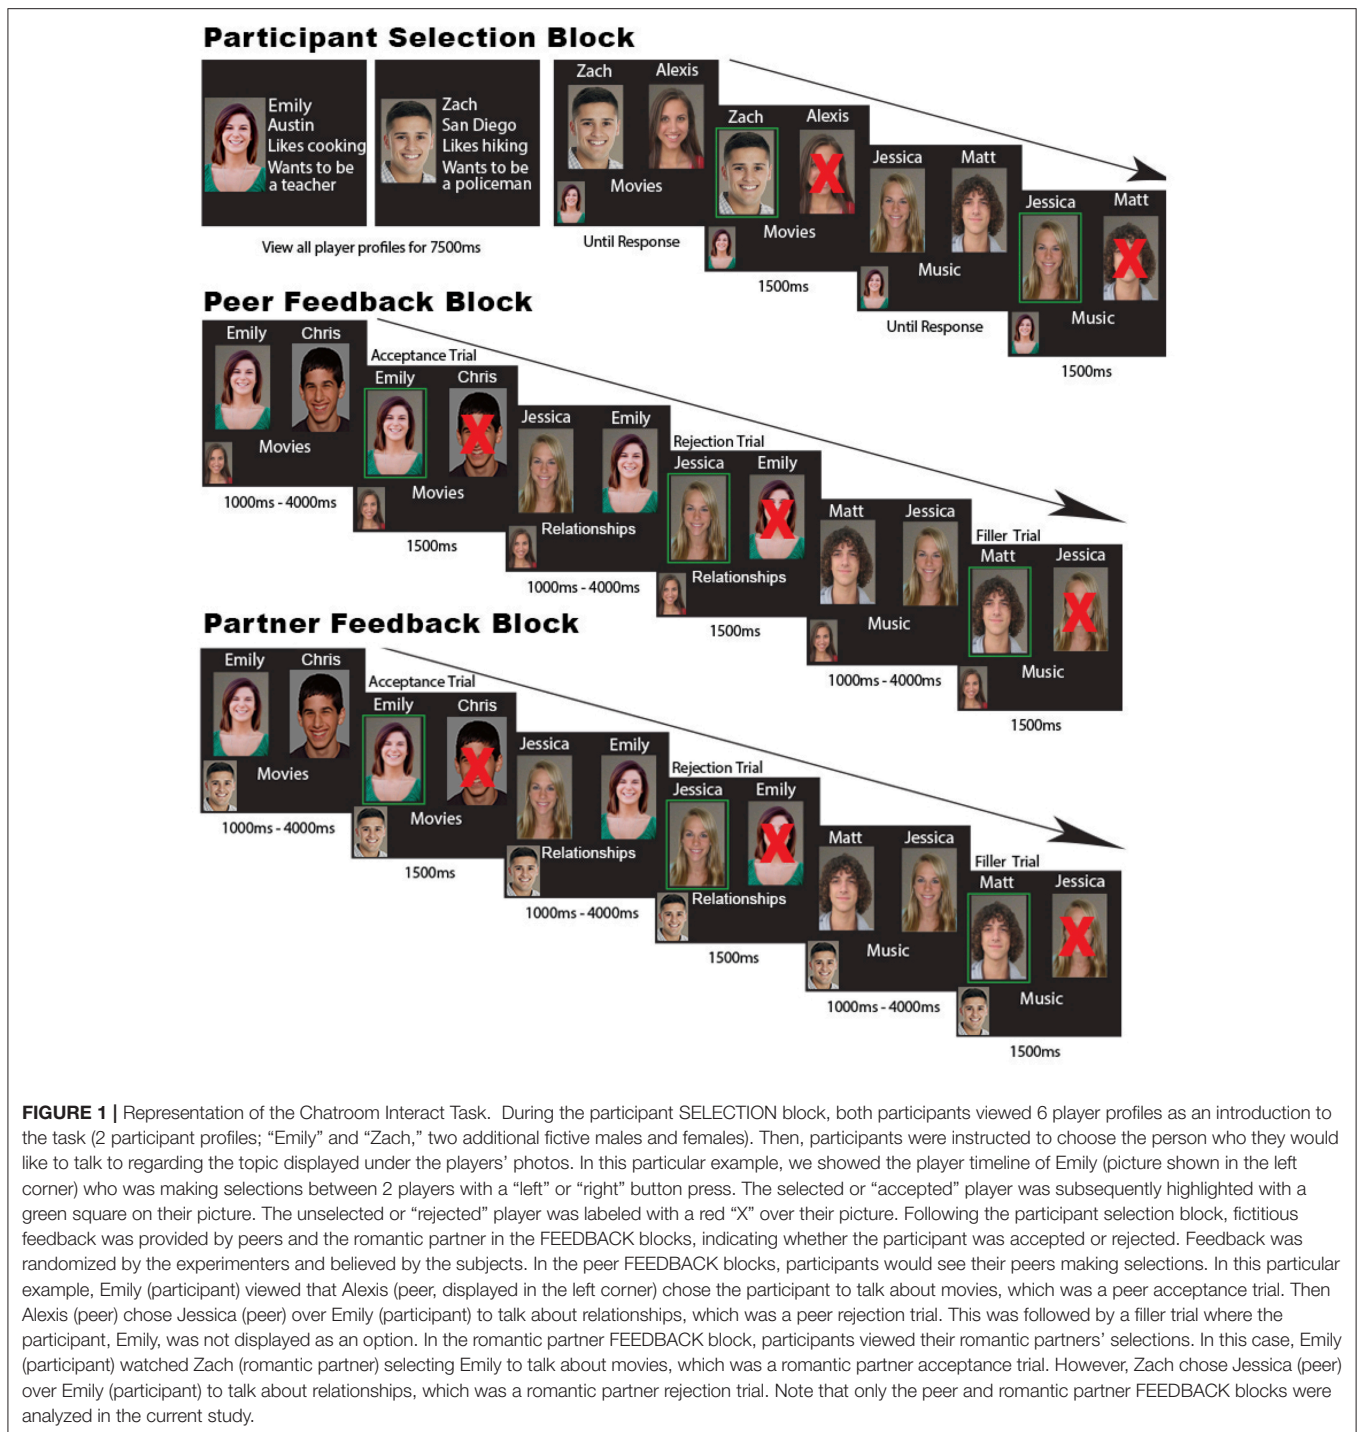 Participant Selection Block
Emily
Austin
Likes cooking
Wants to be
a teacher
Zach
San Diego
Likes hiking
Wants to be
a policeman
View all player profiles for 7500ms
Zach Alexis
Movies
Until Response
Zach Alexis
X
Movies
1500ms
Jessica Matt
Music
Until Response
Jessica Matt
X
Music
1500ms
Peer Feedback Block
Emily Chris
Movies
1000ms - 4000ms
Acceptance Trial
Emily Chris
X
Movies
1500ms
Jessica Emily
Relationships
1000ms - 4000ms
Rejection Trial
Jessica Emily
X
Relationships
1500ms
Matt Jessica
Music
1000ms - 4000ms
Filler Trial
Matt Jessica
X
Music
1500ms
Partner Feedback Block
Emily Chris
Movies
1000ms - 4000ms
Acceptance Trial
Emily Chris
X
Movies
1500ms
Jessica Emily
Relationships
1000ms - 4000ms
Rejection Trial
Jessica Emily
X
Relationships
1500ms
Matt Jessica
Music
1000ms - 4000ms
Filler Trial
Matt Jessica
X
Music
1500ms
FIGURE 1 | Representation of the Chatroom Interact Task. During the participant SELECTION block, both participants viewed 6 player profiles as an introduction to
the task (2 participant profiles; “Emily” and “Zach,” two additional fictive males and females). Then, participants were instructed to choose the person who they would
like to talk to regarding the topic displayed under the players’ photos. In this particular example, we showed the player timeline of Emily (picture shown in the left
corner) who was making selections between 2 players with a “left” or “right” button press. The selected or “accepted” player was subsequently highlighted with a
green square on their picture. The unselected or “rejected” player was labeled with a red “X” over their picture. Following the participant selection block, fictitious
feedback was provided by peers and the romantic partner in the FEEDBACK blocks, indicating whether the participant was accepted or rejected. Feedback was
randomized by the experimenters and believed by the subjects. In the peer FEEDBACK blocks, participants would see their peers making selections. In this particular
example, Emily (participant) viewed that Alexis (peer, displayed in the left corner) chose the participant to talk about movies, which was a peer acceptance trial. Then
Alexis (peer) chose Jessica (peer) over Emily (participant) to talk about relationships, which was a peer rejection trial. This was followed by a filler trial where the
participant, Emily, was not displayed as an option. In the romantic partner FEEDBACK block, participants viewed their romantic partners’ selections. In this case, Emily
(participant) watched Zach (romantic partner) selecting Emily to talk about movies, which was a romantic partner acceptance trial. However, Zach chose Jessica (peer)
over Emily (participant) to talk about relationships, which was a romantic partner rejection trial. Note that only the peer and romantic partner FEEDBACK blocks were
analyzed in the current study.